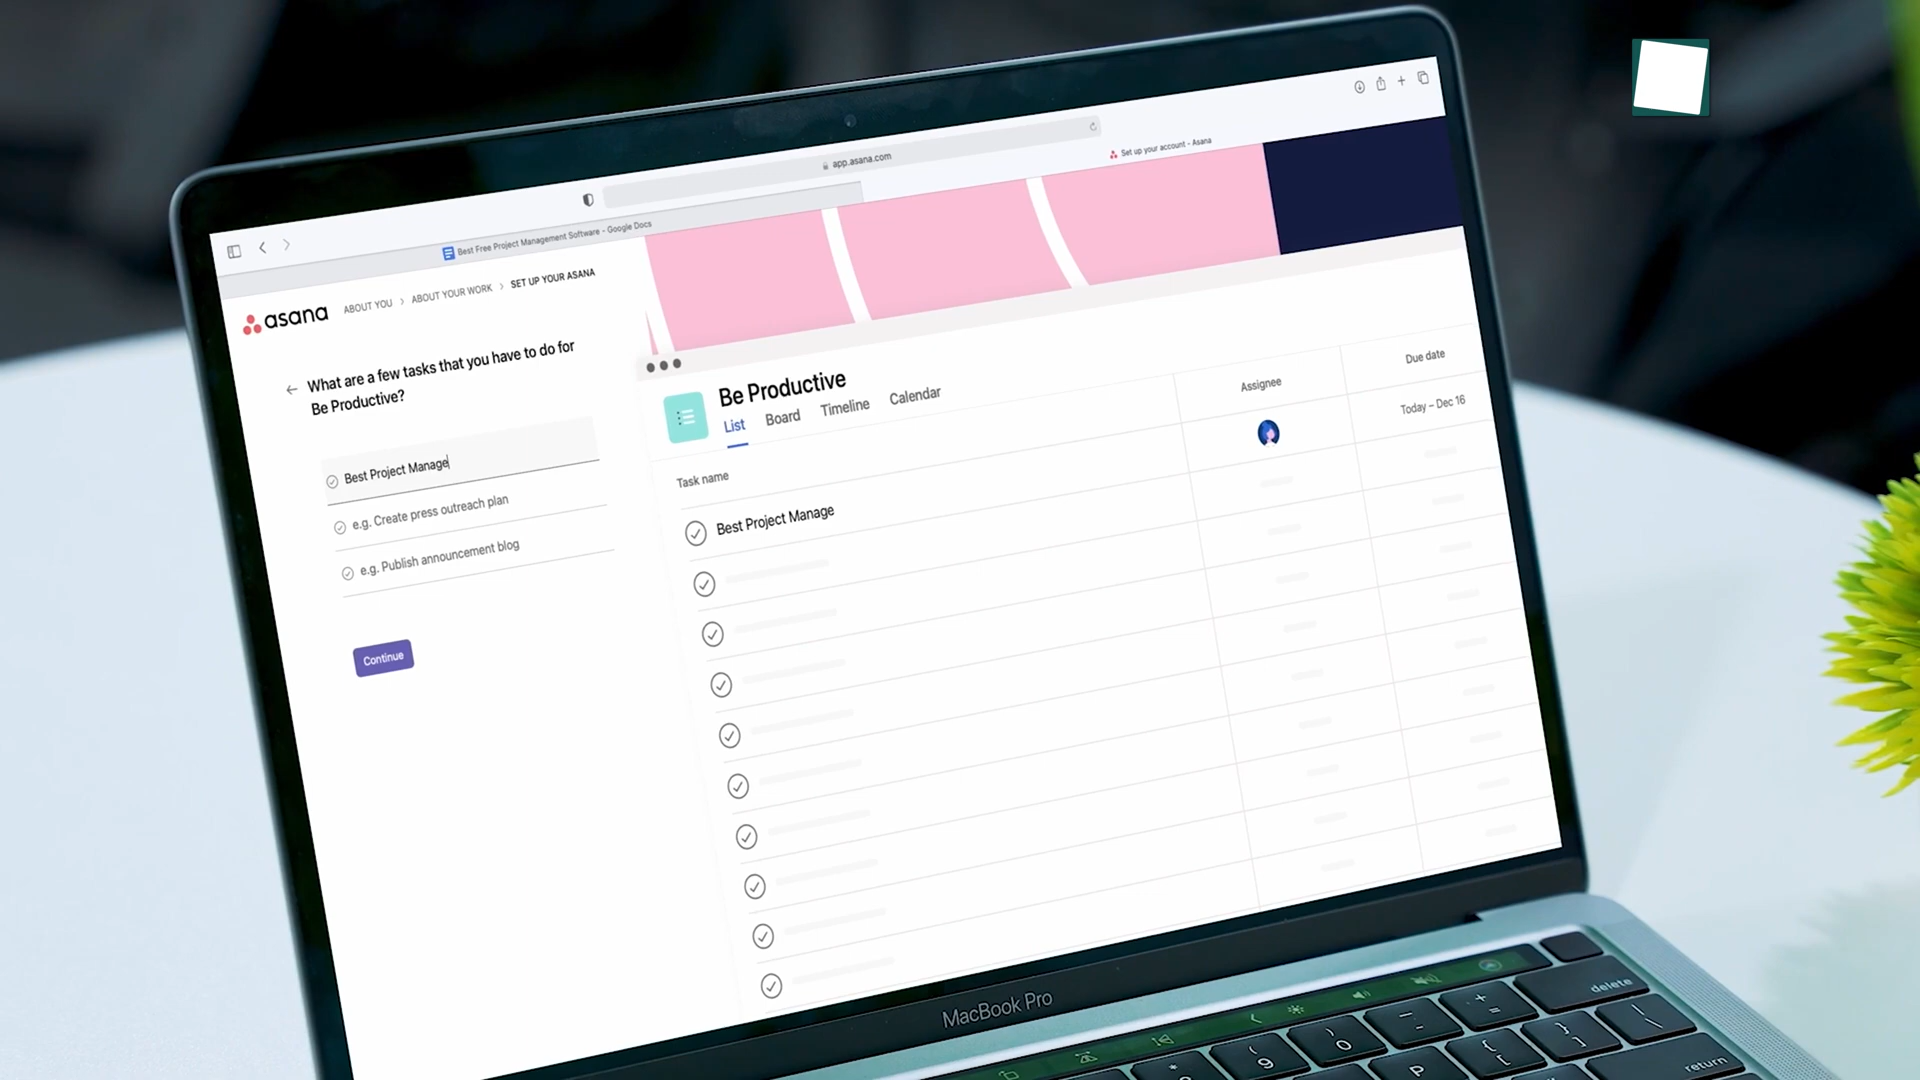 app.asana.com
Best Free Project Management Software - Google Docs
Set up your account - Asana
asana
ABOUT YOU > ABOUT YOUR WORK > SET UP YOUR ASANA
What are a few tasks that you have to do for
Be Productive?
Best Project Manage
e.g. Create press outreach plan
e.g. Publish announcement blog
Continue
Be Productive
List Board Timeline Calendar
Task name
Assignee
Due date
Best Project Manage
Today – Dec 16
MacBook Pro
delete
return
* ( ) _ + =
9 0 -
P { [ } ] | \